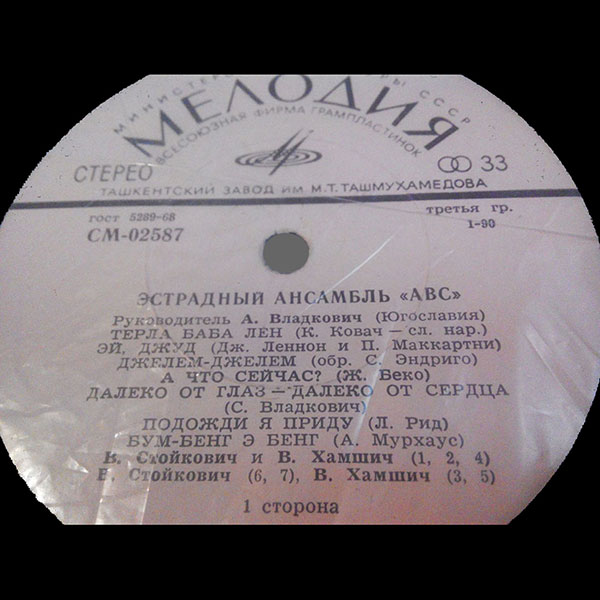 МИНИСТЕР РЫ СССР
МЕЛОДИЯ
ВСЕСОЮЗНАЯ ФИРМА ГРАМПЛАСТИНОК
СТЕРЕО
33
ТАШКЕНТСКИЙ ЗАВОД ИМ М.Т.ТАШМУХАМЕДОВА
гост 5289-68
третья гр.
СМ-02587
1-90
ЭСТРАДНЫЙ АНСАМБЛЬ «АВС»
Руководитель А. Владкович (Югославия)
ТЕРЛА БАБА ЛЕН (К. Ковач — сл. нар.)
ЭЙ, ДЖУД (Дж. Леннон и П. Маккартни)
ДЖЕЛЕМ-ДЖЕЛЕМ (обр. С. Эндриго)
А ЧТО СЕЙЧАС? (Ж. Беко)
ДАЛЕКО ОТ ГЛАЗ — ДАЛЕКО ОТ СЕРДЦА
(С. Владкович)
ПОДОЖДИ Я ПРИДУ (Л. Рид)
БУМ-БЕНГ Э БЕНГ (А. Мурхаус)
В. Стойкович и В. Хамшич (1, 2, 4)
В. Стойкович (6, 7), В. Хамшич (3, 5)
1 сторона